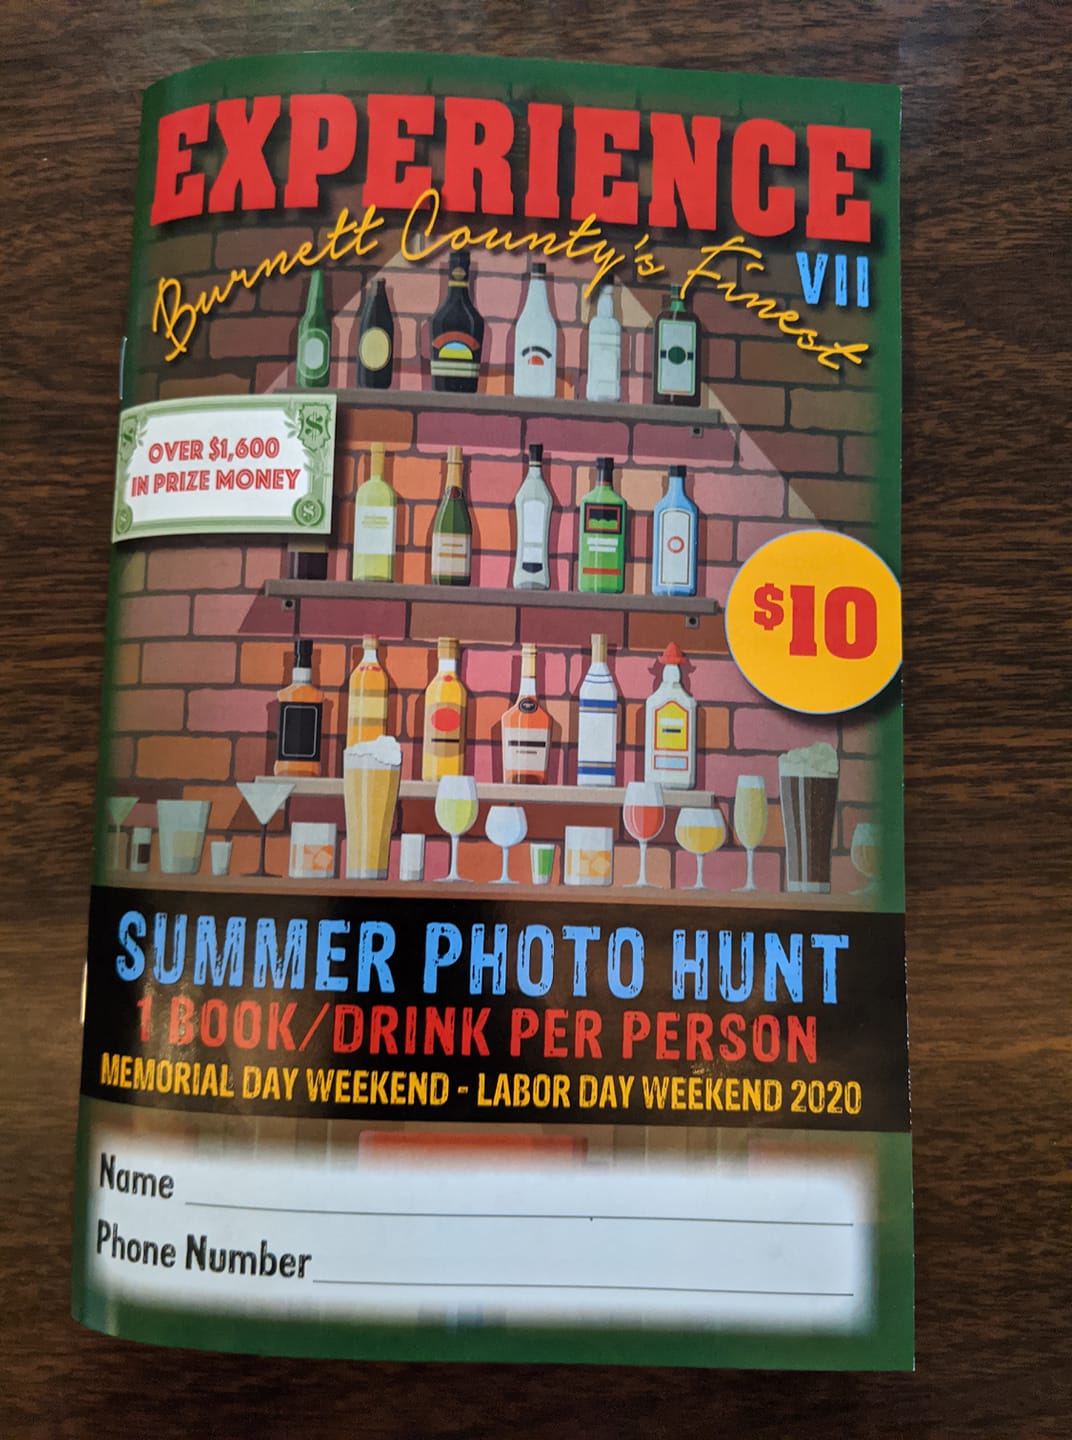 EXPERIENCE
Burnett County's Finest
VII
OVER $1,600
IN PRIZE MONEY
$10
SUMMER PHOTO HUNT
1 BOOK/DRINK PER PERSON
MEMORIAL DAY WEEKEND - LABOR DAY WEEKEND 2020
Name
Phone Number